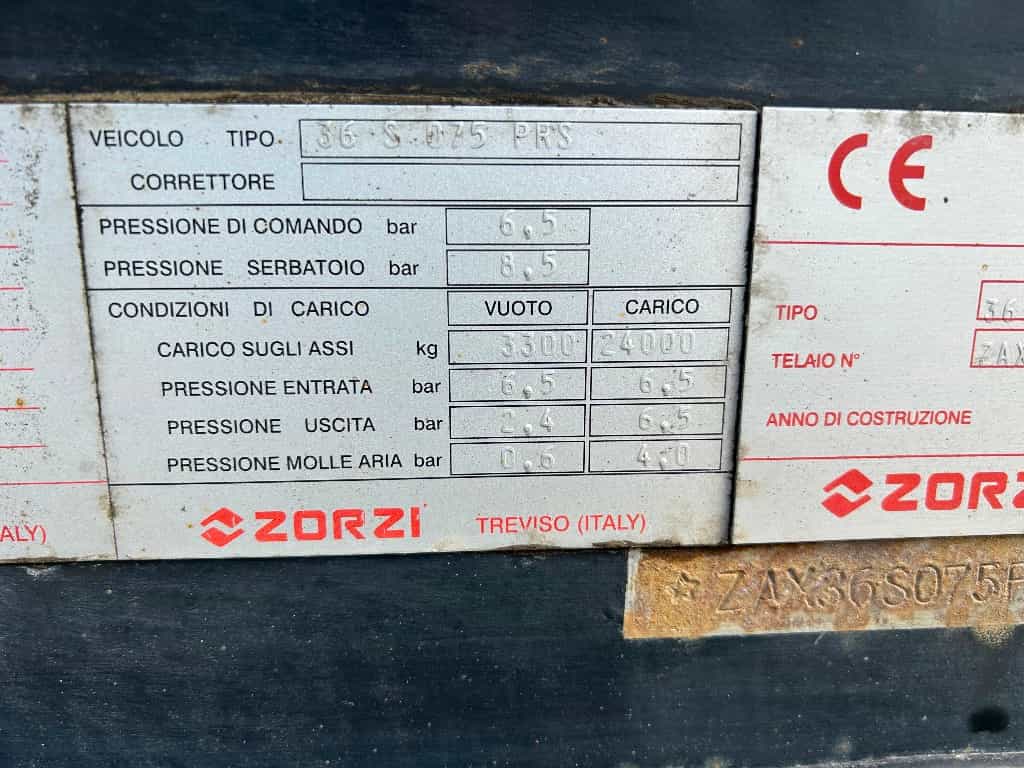 VEICOLO TIPO 36 S 075 PRS
CORRETTORE
PRESSIONE DI COMANDO bar 6,5
PRESSIONE SERBATOIO bar 8,5
CONDIZIONI DI CARICO VUOTO CARICO
CARICO SUGLI ASSI kg 3300 24000
PRESSIONE ENTRATA bar 6,5 6,5
PRESSIONE USCITA bar 2,4 6,5
PRESSIONE MOLLE ARIA bar 0,6 4,0
ZORZI TREVISO (ITALY)
ALY)
CE
TIPO 36
TELAIO N° ZAX
ANNO DI COSTRUZIONE
ZORZ
ZAX36S075P